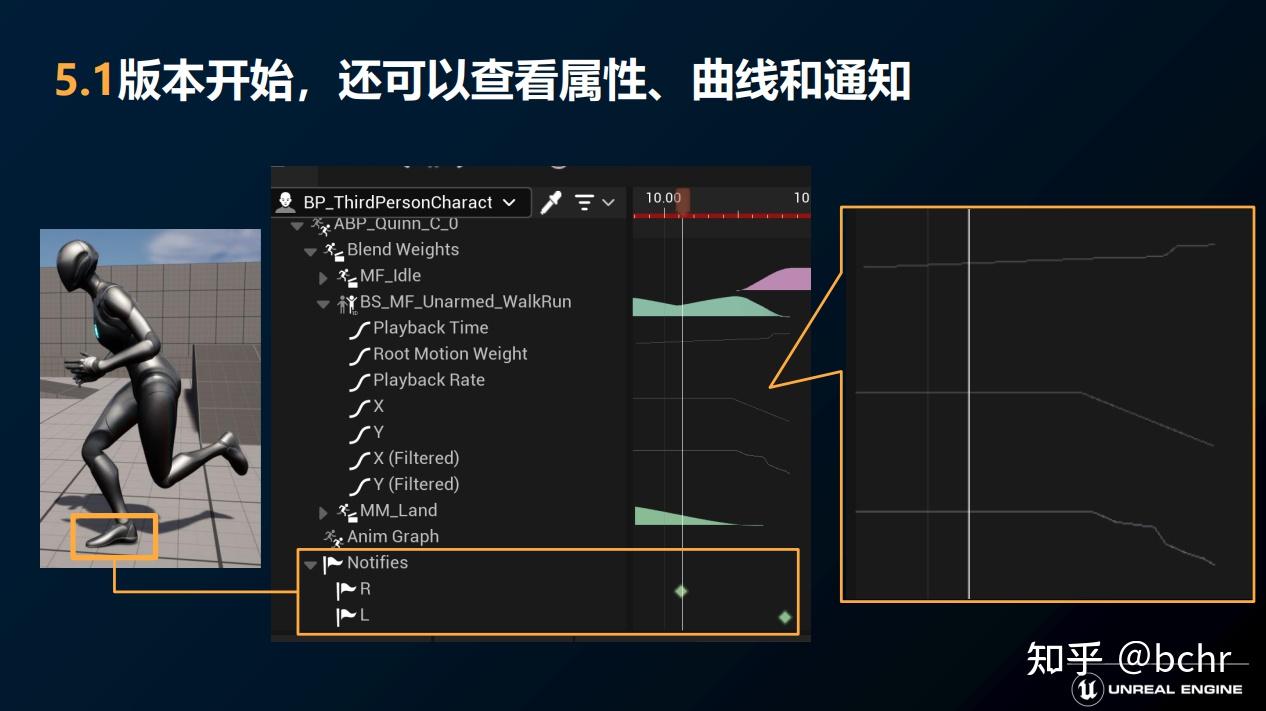 5.1版本开始，还可以查看属性、曲线和通知
BP_ThirdPersonCharact
10.00
10
ABP_Quinn_C_0
Blend Weights
MF_Idle
BS_MF_Unarmed_WalkRun
Playback Time
Root Motion Weight
Playback Rate
X
Y
X (Filtered)
Y (Filtered)
MM_Land
Anim Graph
Notifies
R
L
知乎 @bchr
UNREAL ENGINE